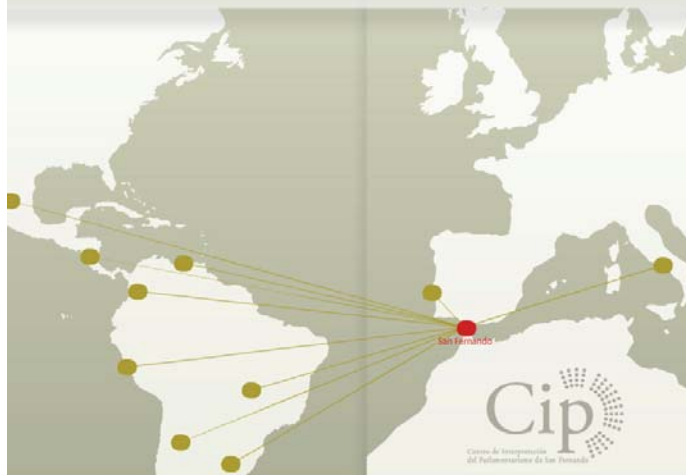 San Fernando
Cip
Centro de Interpretación
del Parlamentarismo de San Fernando